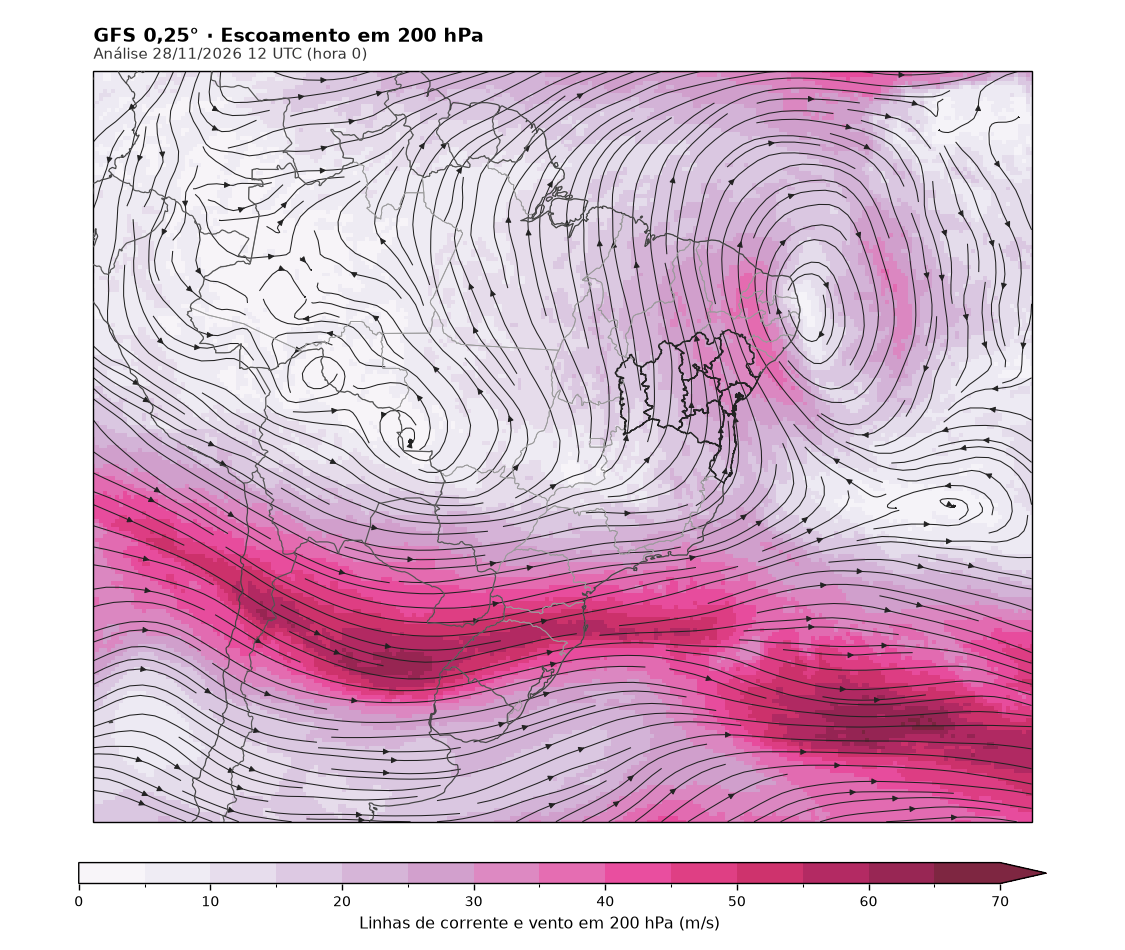 GFS 0,25° · Escoamento em 200 hPa
Análise 28/11/2026 12 UTC (hora 0)
0 10 20 30 40 50 60 70
Linhas de corrente e vento em 200 hPa (m/s)